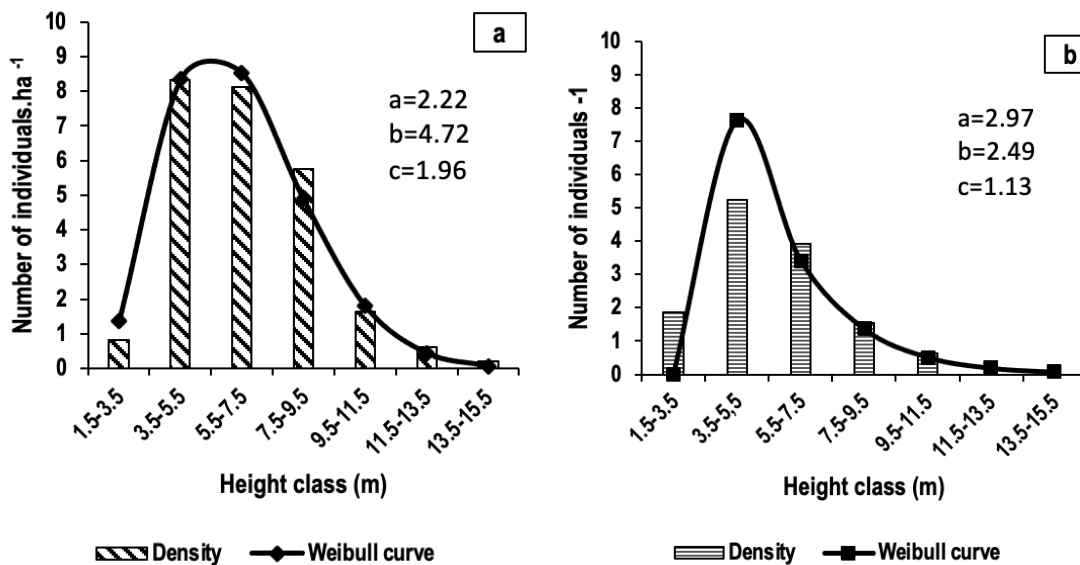 a
Number of individuals.ha -1
10
9
8
7
6
5
4
3
2
1
0
a=2.22
b=4.72
c=1.96
1.5-3.5
3.5-5.5
5.5-7.5
7.5-9.5
9.5-11.5
11.5-13.5
13.5-15.5
Height class (m)
Density
Weibull curve
b
Number of individuals -1
10
9
8
7
6
5
4
3
2
1
0
a=2.97
b=2.49
c=1.13
1.5-3.5
3.5-5,5
5.5-7.5
7.5-9.5
9.5-11.5
11.5-13.5
13.5-15.5
Height class (m)
Density
Weibull curve